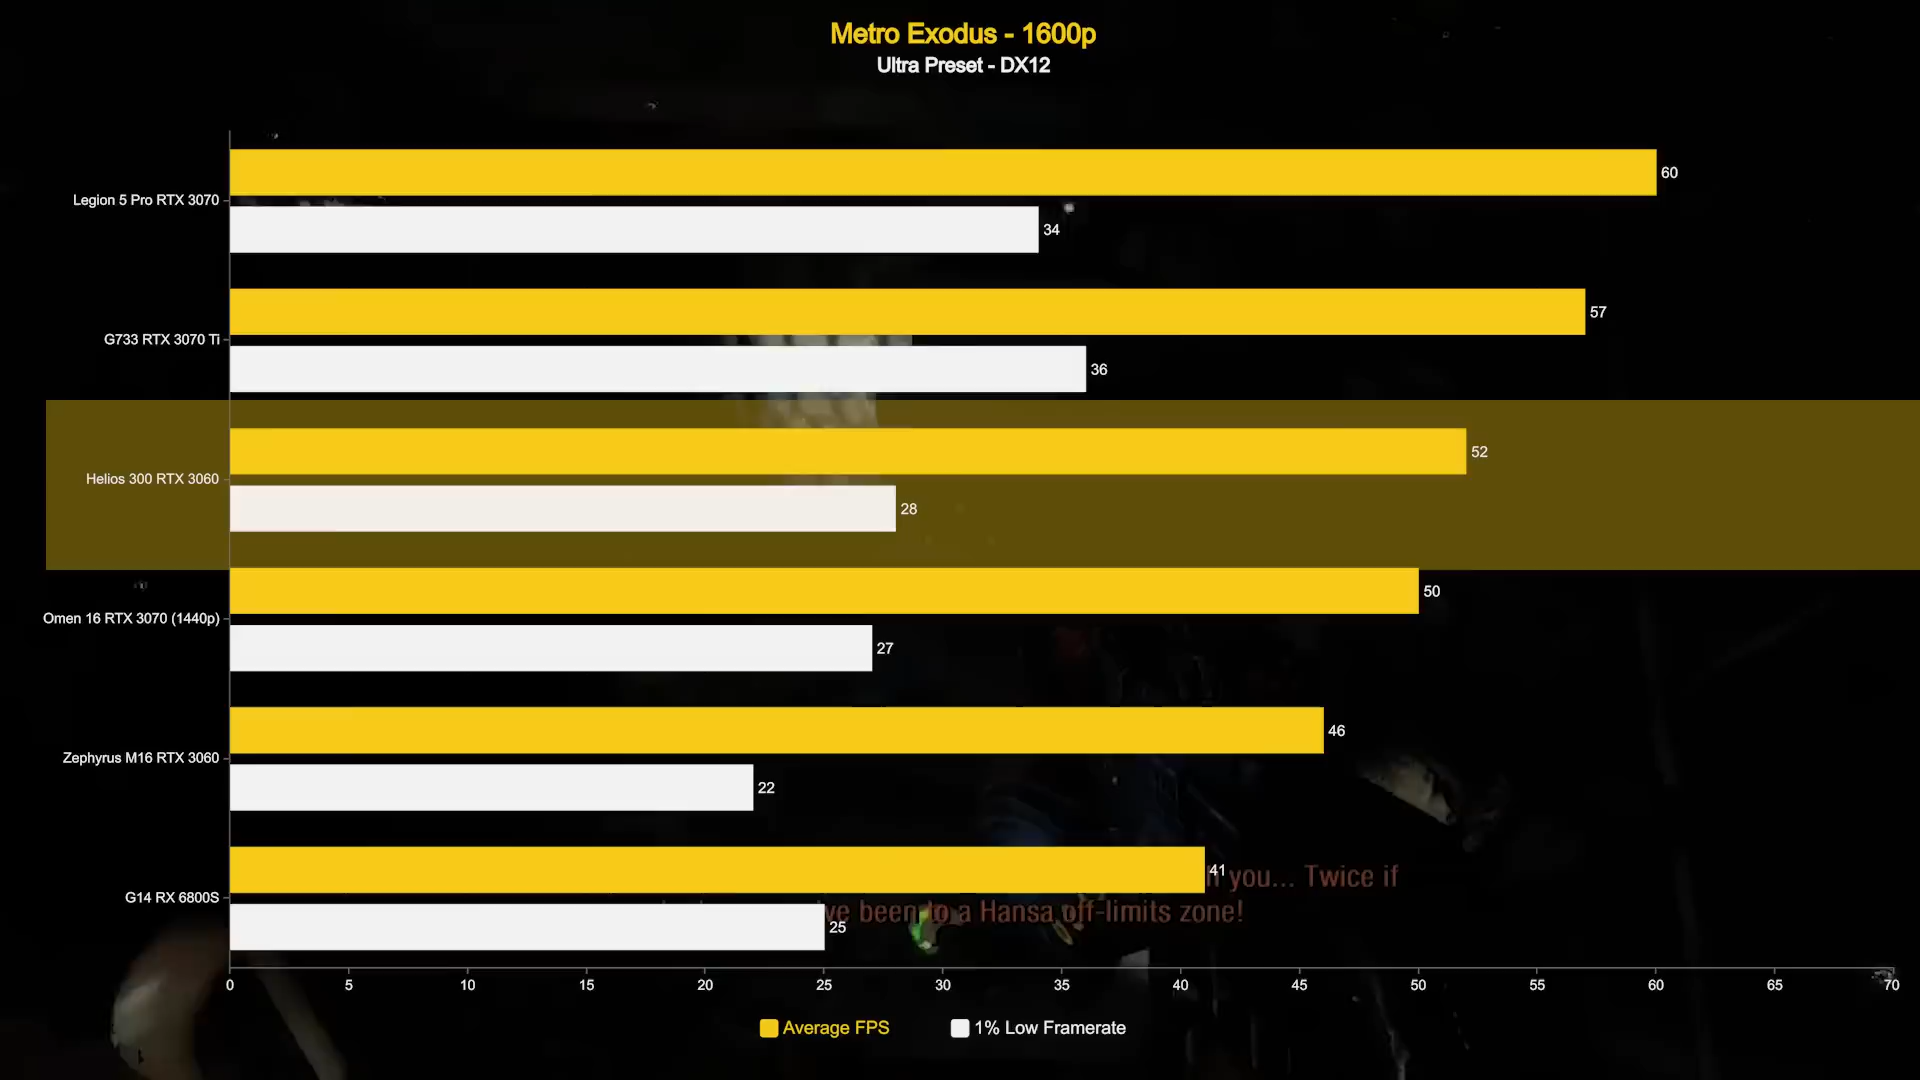 Metro Exodus - 1600p
Ultra Preset - DX12
Legion 5 Pro RTX 3070
60
34
G733 RTX 3070 Ti
57
36
Helios 300 RTX 3060
52
28
Omen 16 RTX 3070 (1440p)
50
27
Zephyrus M16 RTX 3060
46
22
G14 RX 6800S
41
25
you... Twice if
been to a Hansa off-limits zone!
0 5 10 15 20 25 30 35 40 45 50 55 60 65 70
Average FPS 1% Low Framerate